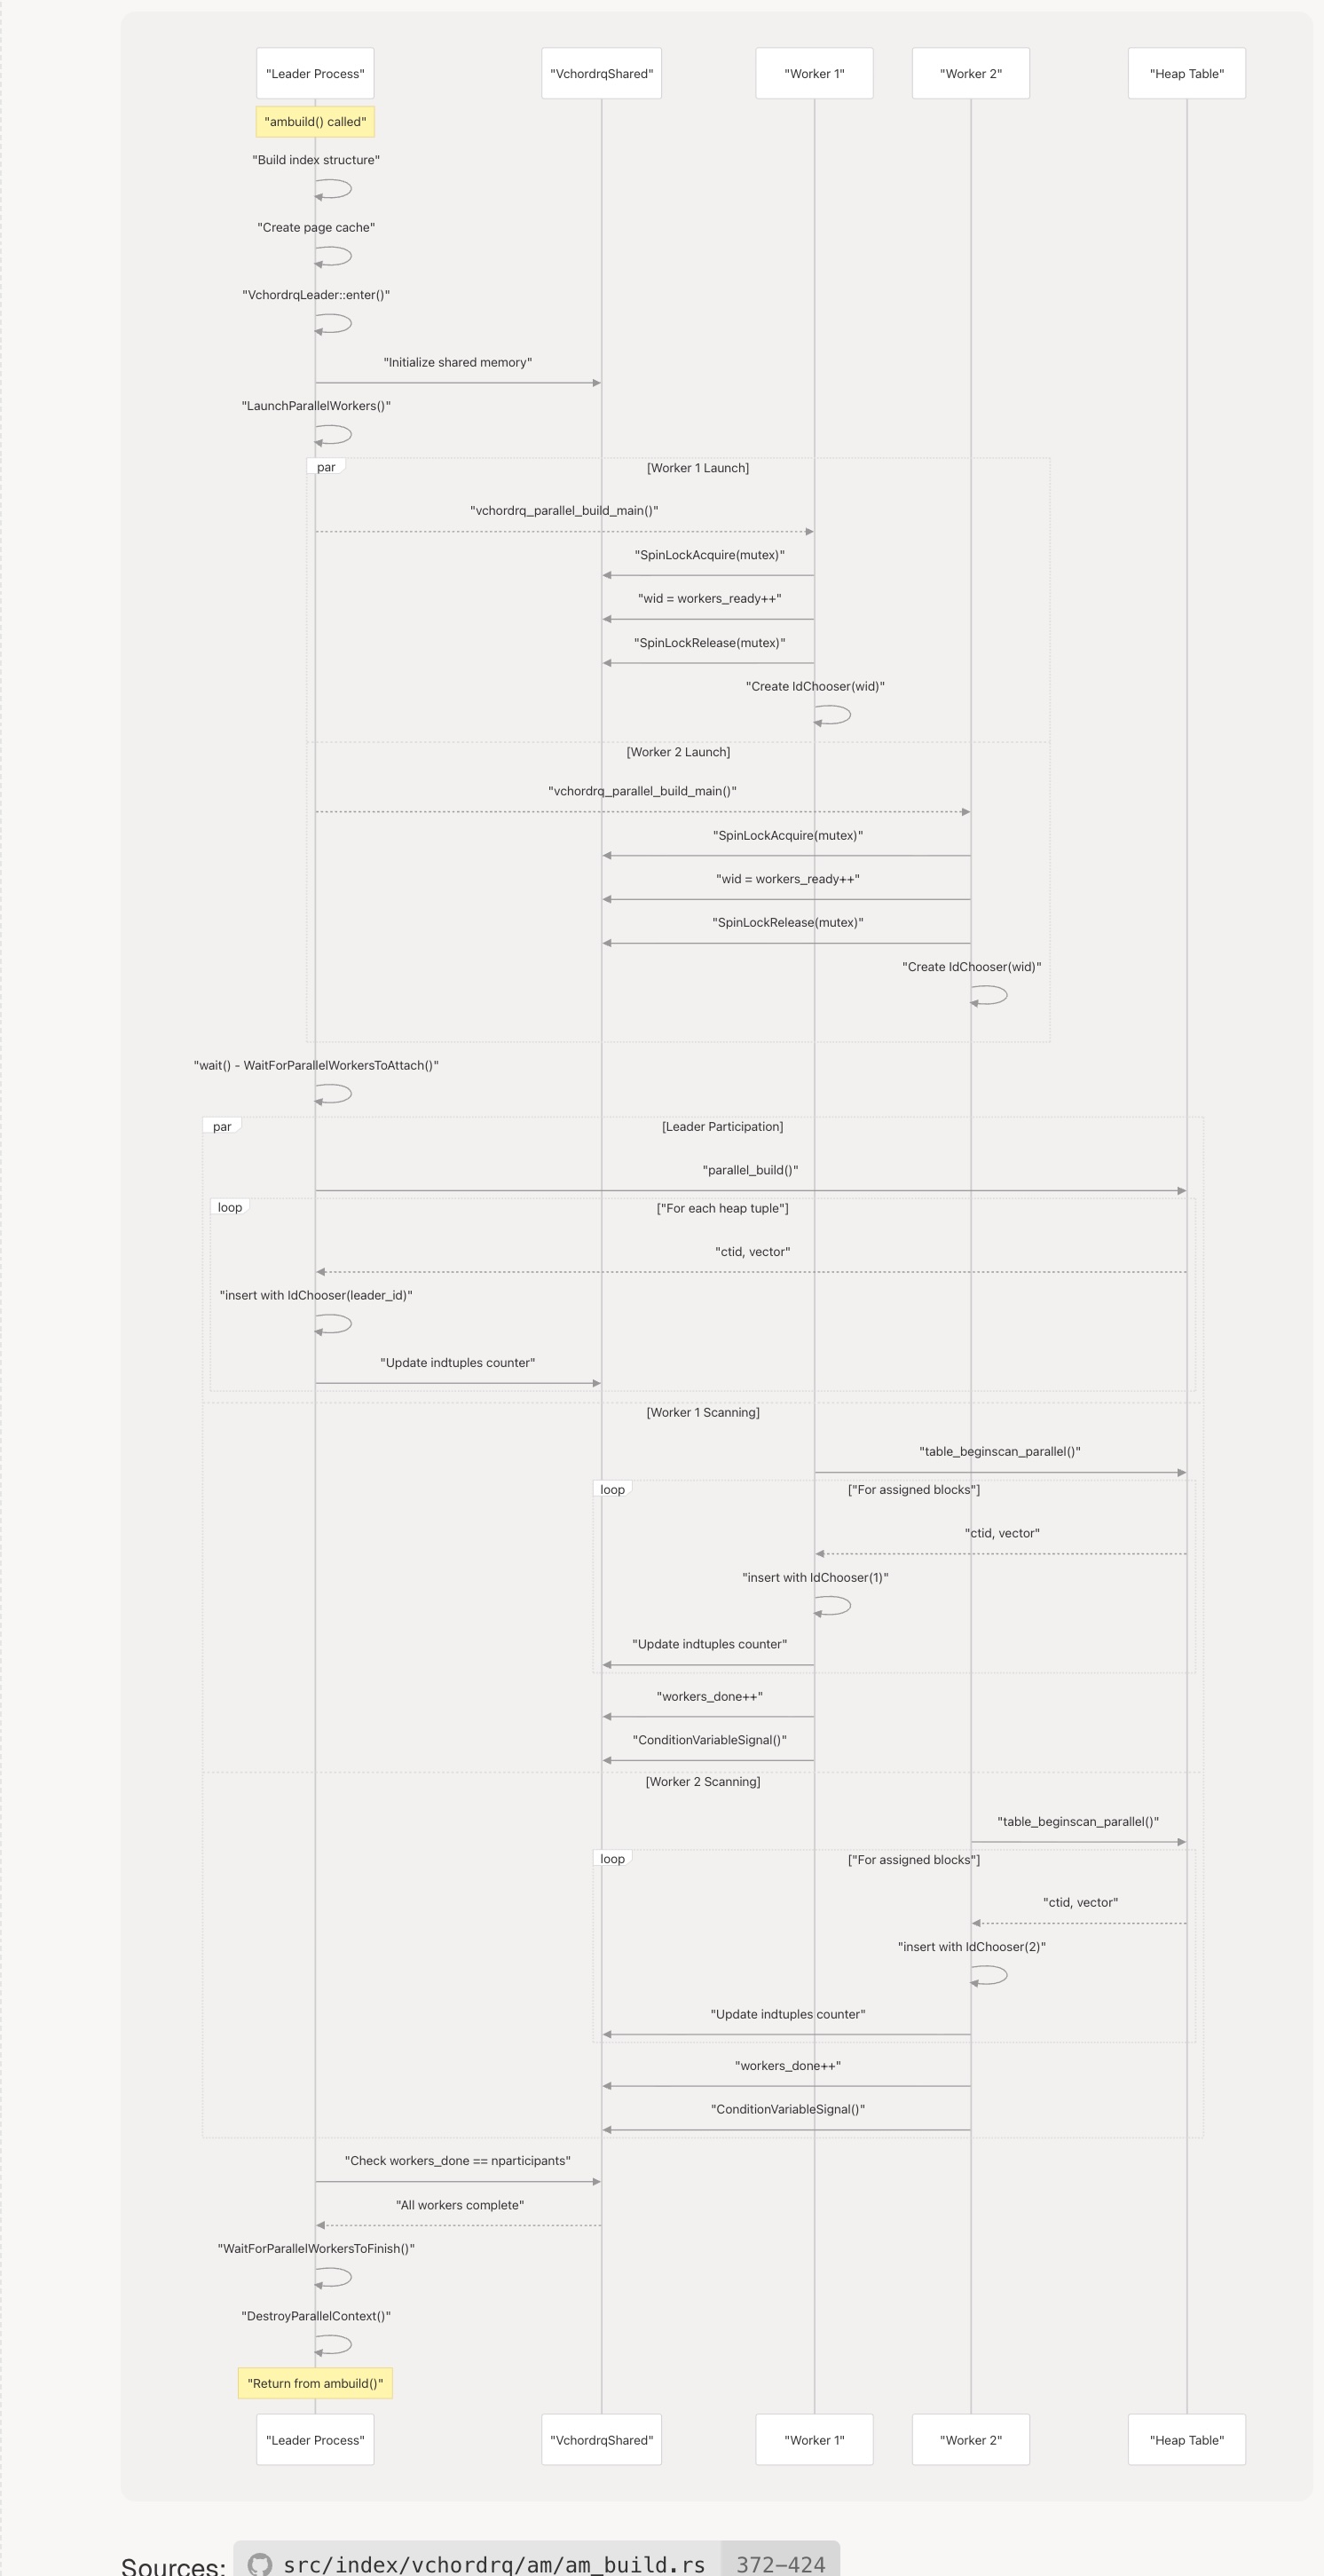 "Leader Process"
"VchordrqShared"
"Worker 1"
"Worker 2"
"Heap Table"
"ambuild() called"
"Build index structure"
"Create page cache"
"VchordrqLeader::enter()"
"Initialize shared memory"
"LaunchParallelWorkers()"
par
[Worker 1 Launch]
"vchordrq_parallel_build_main()"
"SpinLockAcquire(mutex)"
"wid = workers_ready++"
"SpinLockRelease(mutex)"
"Create IdChooser(wid)"
[Worker 2 Launch]
"vchordrq_parallel_build_main()"
"SpinLockAcquire(mutex)"
"wid = workers_ready++"
"SpinLockRelease(mutex)"
"Create IdChooser(wid)"
"wait() - WaitForParallelWorkersToAttach()"
par
[Leader Participation]
"parallel_build()"
loop
["For each heap tuple"]
"ctid, vector"
"insert with IdChooser(leader_id)"
"Update indtuples counter"
[Worker 1 Scanning]
"table_beginscan_parallel()"
loop
["For assigned blocks"]
"ctid, vector"
"insert with IdChooser(1)"
"Update indtuples counter"
"workers_done++"
"ConditionVariableSignal()"
[Worker 2 Scanning]
"table_beginscan_parallel()"
loop
["For assigned blocks"]
"ctid, vector"
"insert with IdChooser(2)"
"Update indtuples counter"
"workers_done++"
"ConditionVariableSignal()"
"Check workers_done == nparticipants"
"All workers complete"
"WaitForParallelWorkersToFinish()"
"DestroyParallelContext()"
"Return from ambuild()"
"Leader Process"
"VchordrqShared"
"Worker 1"
"Worker 2"
"Heap Table"
Sources: src/index/vchordrq/am/am_build.rs 372–424